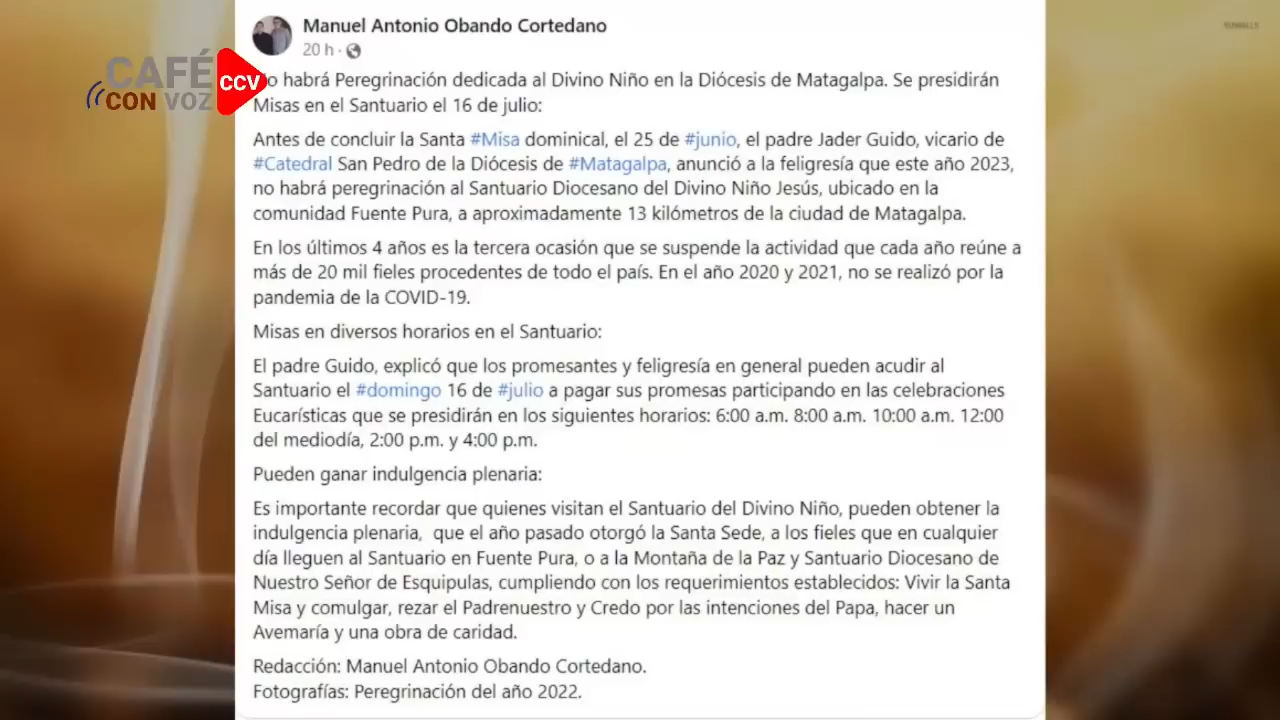 Manuel Antonio Obando Cortedano
20 h ·
CAFÉ
CON VOZ
CCV
o habrá Peregrinación dedicada al Divino Niño en la Diócesis de Matagalpa. Se presidirán
Misas en el Santuario el 16 de julio:
Antes de concluir la Santa #Misa dominical, el 25 de #junio, el padre Jader Guido, vicario de
#Catedral San Pedro de la Diócesis de #Matagalpa, anunció a la feligresía que este año 2023,
no habrá peregrinación al Santuario Diocesano del Divino Niño Jesús, ubicado en la
comunidad Fuente Pura, a aproximadamente 13 kilómetros de la ciudad de Matagalpa.
En los últimos 4 años es la tercera ocasión que se suspende la actividad que cada año reúne a
más de 20 mil fieles procedentes de todo el país. En el año 2020 y 2021, no se realizó por la
pandemia de la COVID-19.
Misas en diversos horarios en el Santuario:
El padre Guido, explicó que los promesantes y feligresía en general pueden acudir al
Santuario el #domingo 16 de #julio a pagar sus promesas participando en las celebraciones
Eucarísticas que se presidirán en los siguientes horarios: 6:00 a.m. 8:00 a.m. 10:00 a.m. 12:00
del mediodía, 2:00 p.m. y 4:00 p.m.
Pueden ganar indulgencia plenaria:
Es importante recordar que quienes visitan el Santuario del Divino Niño, pueden obtener la
indulgencia plenaria, que el año pasado otorgó la Santa Sede, a los fieles que en cualquier
día lleguen al Santuario en Fuente Pura, o a la Montaña de la Paz y Santuario Diocesano de
Nuestro Señor de Esquipulas, cumpliendo con los requerimientos establecidos: Vivir la Santa
Misa y comulgar, rezar el Padrenuestro y Credo por las intenciones del Papa, hacer un
Avemaría y una obra de caridad.
Redacción: Manuel Antonio Obando Cortedano.
Fotografías: Peregrinación del año 2022.